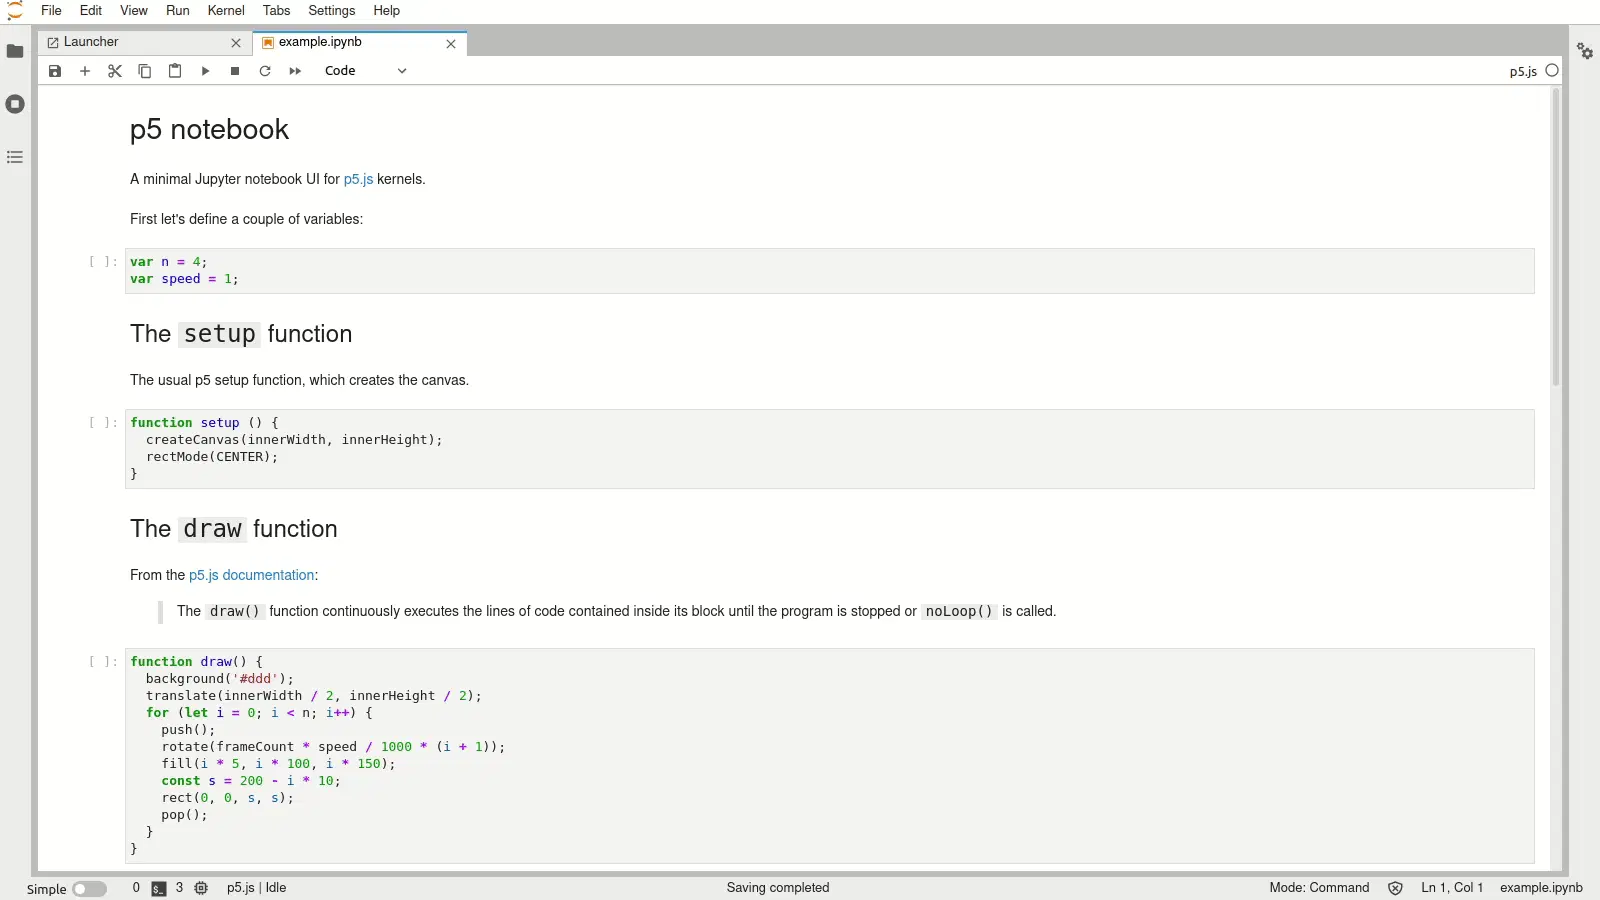 File Edit View Run Kernel Tabs Settings Help
Launcher
example.ipynb
Code
p5.js
p5 notebook
A minimal Jupyter notebook UI for p5.js kernels.
First let's define a couple of variables:
[ ]:
var n = 4;
var speed = 1;
The setup function
The usual p5 setup function, which creates the canvas.
[ ]:
function setup () {
  createCanvas(innerWidth, innerHeight);
  rectMode(CENTER);
}
The draw function
From the p5.js documentation:
The draw() function continuously executes the lines of code contained inside its block until the program is stopped or noLoop() is called.
[ ]:
function draw() {
  background('#ddd');
  translate(innerWidth / 2, innerHeight / 2);
  for (let i = 0; i < n; i++) {
    push();
    rotate(frameCount * speed / 1000 * (i + 1));
    fill(i * 5, i * 100, i * 150);
    const s = 200 - i * 10;
    rect(0, 0, s, s);
    pop();
  }
}
Simple 0 $_ 3 p5.js | Idle Saving completed Mode: Command Ln 1, Col 1 example.ipynb